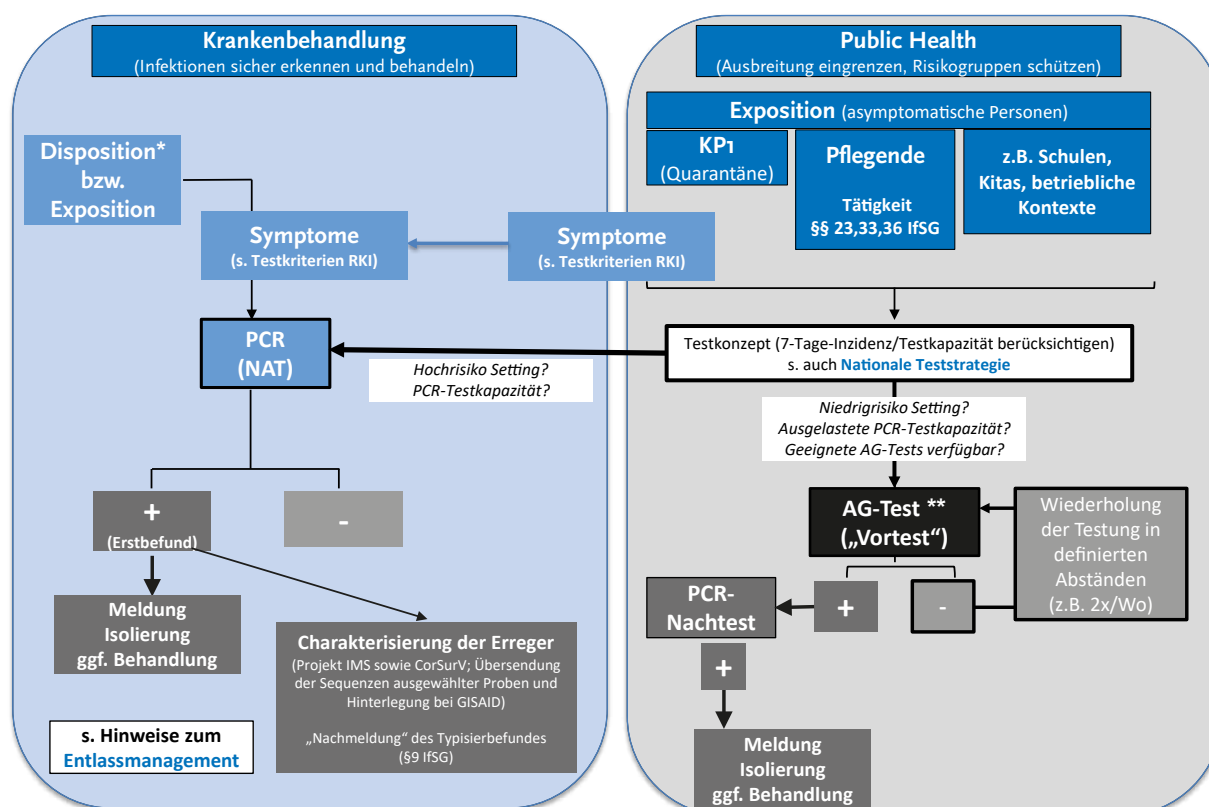 Krankenbehandlung
(Infektionen sicher erkennen und behandeln)
Disposition*
bzw.
Exposition
Symptome
(s. Testkriterien RKI)
Symptome
(s. Testkriterien RKI)
PCR
(NAT)
Hochrisiko Setting?
PCR-Testkapazität?
+
(Erstbefund)
-
Meldung
Isolierung
ggf. Behandlung
Charakterisierung der Erreger
(Projekt IMS sowie CorSurV; Übersendung
der Sequenzen ausgewählter Proben und
Hinterlegung bei GISAID)
„Nachmeldung“ des Typisierbefundes
(§9 IfSG)
s. Hinweise zum
Entlassmanagement
Public Health
(Ausbreitung eingrenzen, Risikogruppen schützen)
Exposition (asymptomatische Personen)
KP1
(Quarantäne)
Pflegende
Tätigkeit
§§ 23,33,36 IfSG
z.B. Schulen,
Kitas, betriebliche
Kontexte
Testkonzept (7-Tage-Inzidenz/Testkapazität berücksichtigen)
s. auch Nationale Teststrategie
Niedrigrisiko Setting?
Ausgelastete PCR-Testkapazität?
Geeignete AG-Tests verfügbar?
AG-Test **
(„Vortest“)
Wiederholung
der Testung in
definierten
Abständen
(z.B. 2x/Wo)
PCR-
Nachtest
+
-
+
Meldung
Isolierung
ggf. Behandlung